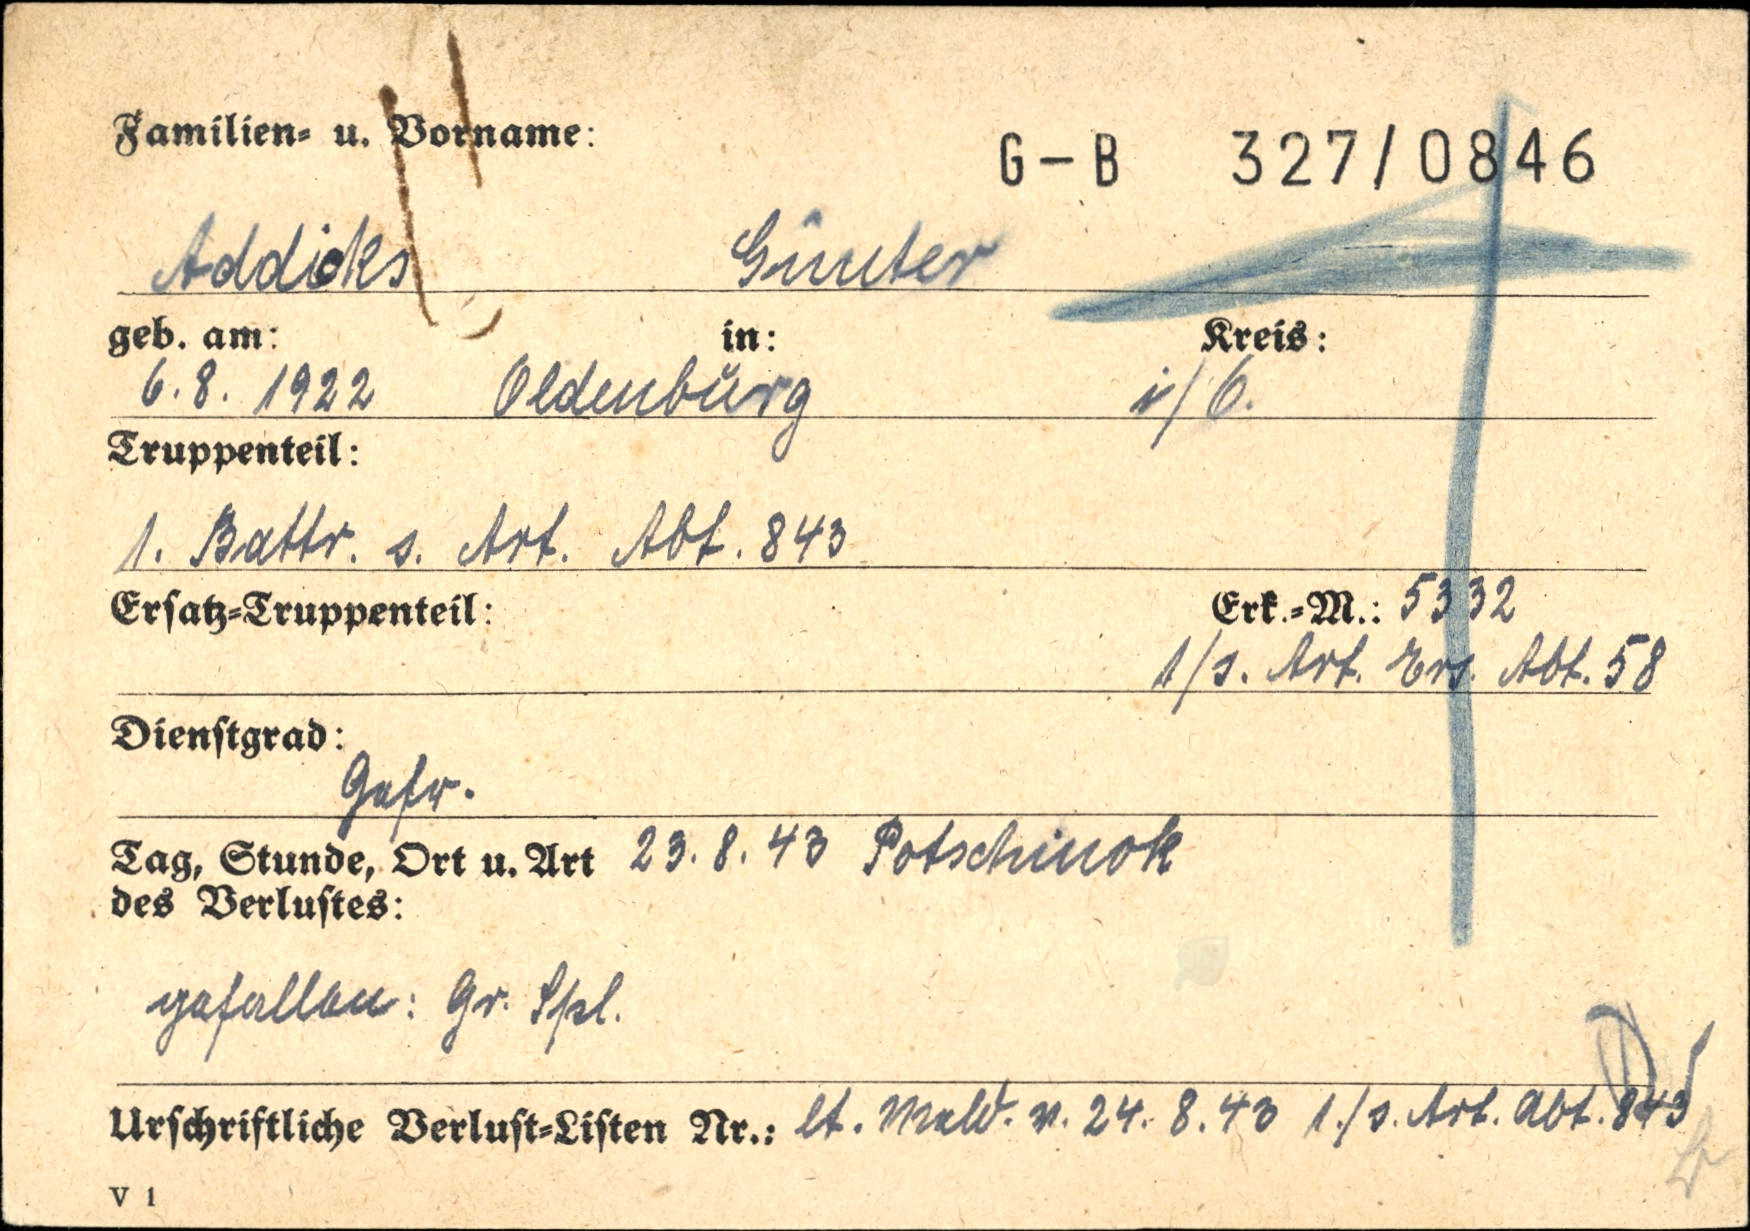 Familien- u. Vorname:
G-B 327/0846
Addicks Günter
geb. am: in: Kreis:
6.8. 1922 Oldenburg i/O.
Truppenteil:
1. Battr. s. Art. Abt. 843
Ersatz-Truppenteil: Erk.-M.: 5332
1/s. Art. Ers. Abt. 58
Dienstgrad:
Gefr.
Tag, Stunde, Ort u. Art 23.8.43 Potschinok
des Verlustes:
gefallen: Gr. Spl.
Urschriftliche Verlust-Listen Nr.: lt. Meld. v. 24.8.43 1./s. Art. Abt. 843
V 1